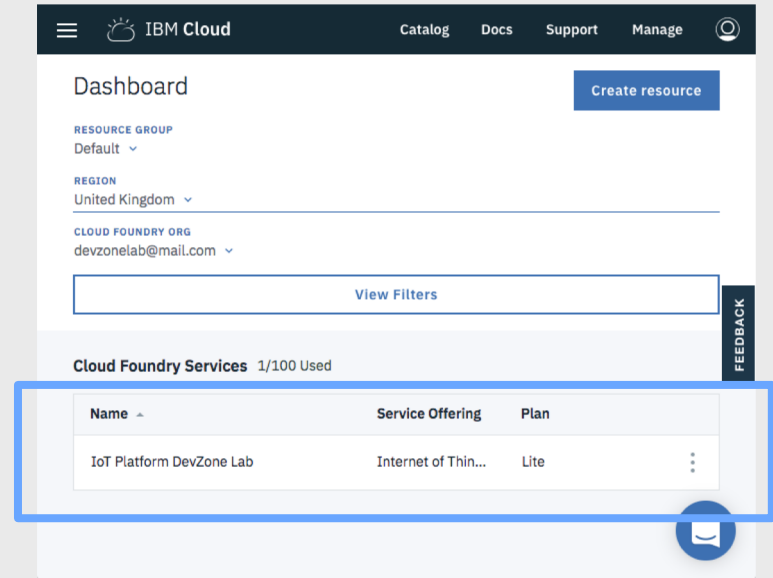 IBM Cloud Catalog Docs Support Manage
Dashboard
Create resource
RESOURCE GROUP
Default
REGION
United Kingdom
CLOUD FOUNDRY ORG
devzonelab@mail.com
View Filters
FEEDBACK
Cloud Foundry Services 1/100 Used
Name Service Offering Plan
IoT Platform DevZone Lab Internet of Thin... Lite